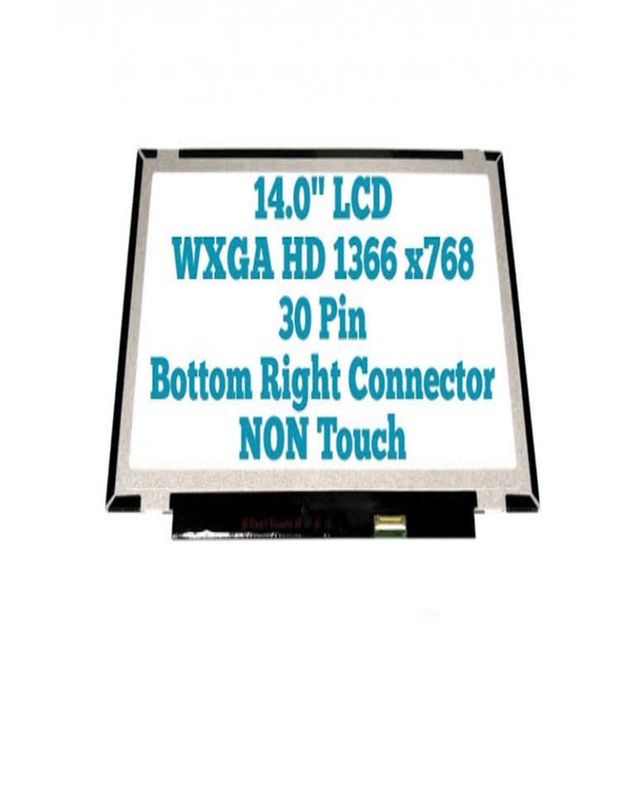 14.0" LCD
WXGA HD 1366 x768
30 Pin
Bottom Right Connector
NON Touch